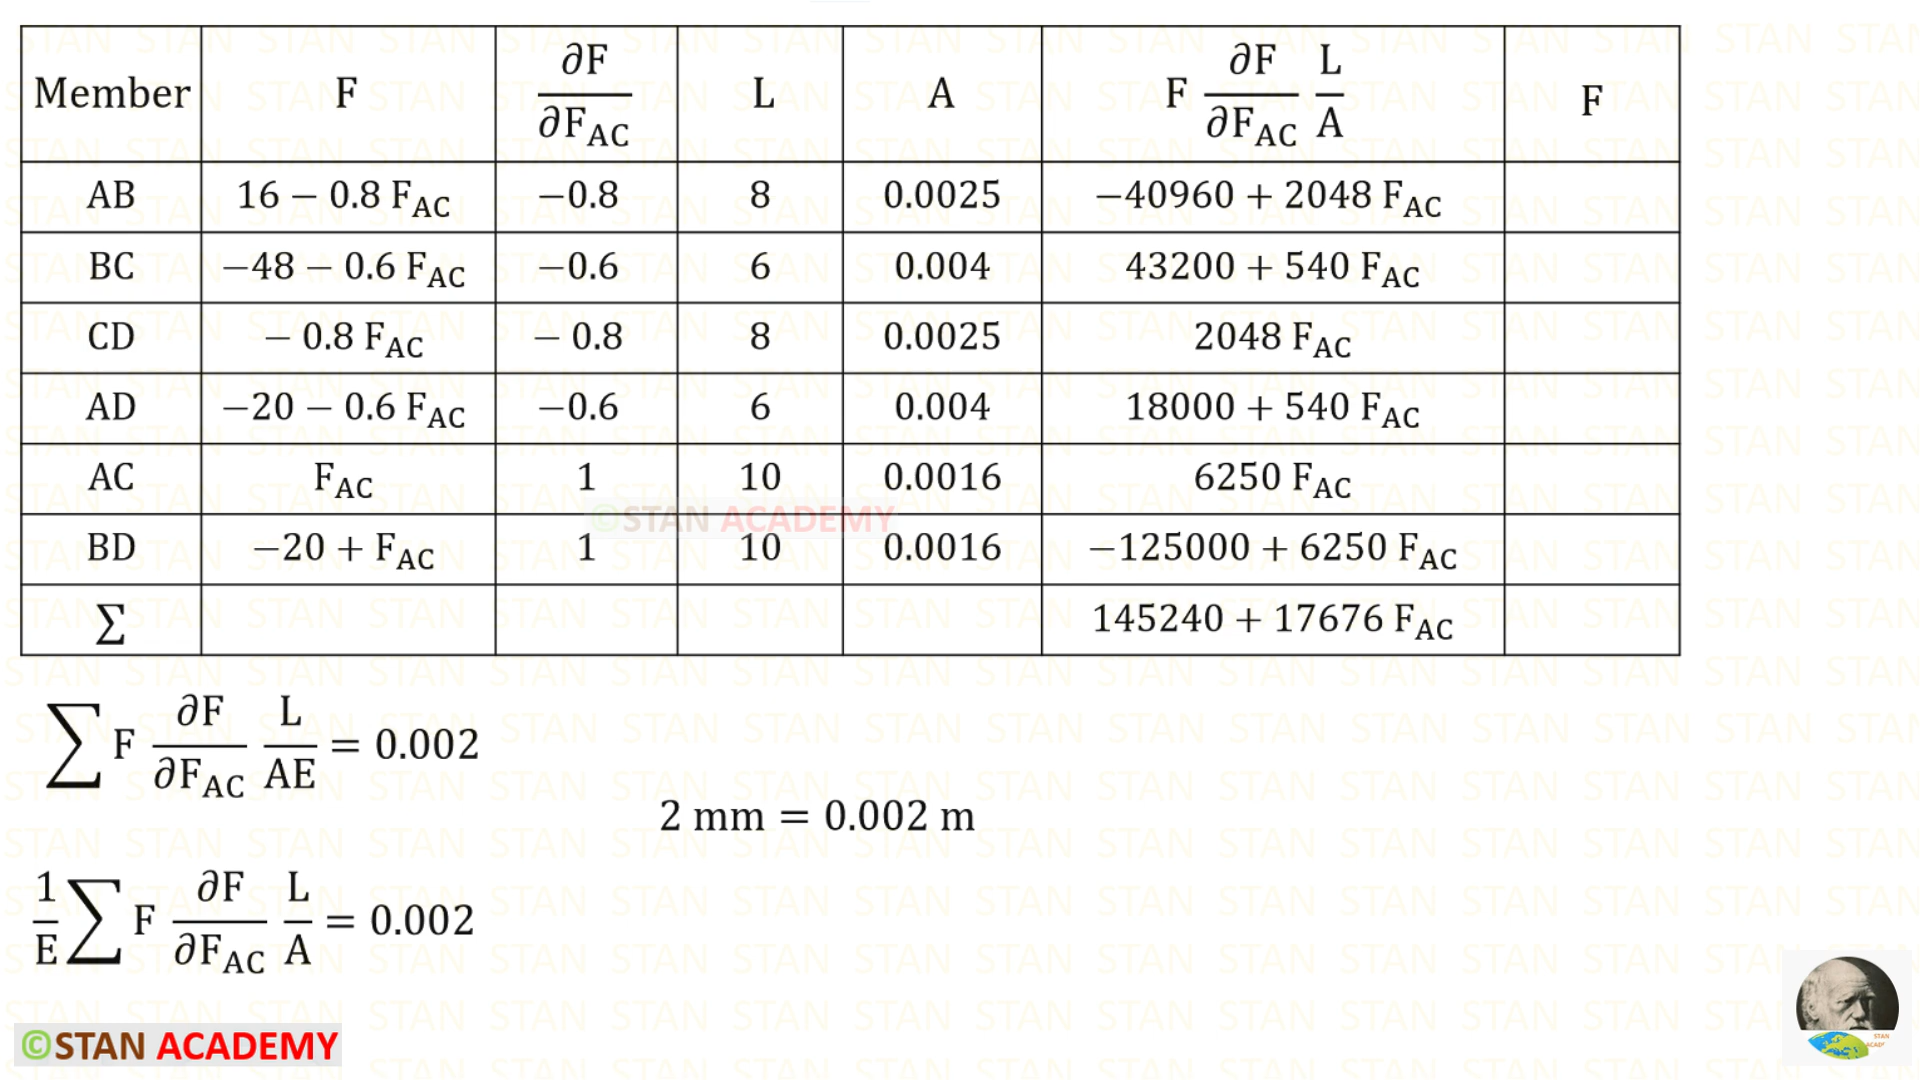 Member F ∂F/∂F_AC L A F ∂F/∂F_AC L/A F
AB 16 − 0.8 F_AC −0.8 8 0.0025 −40960 + 2048 F_AC
BC −48 − 0.6 F_AC −0.6 6 0.004 43200 + 540 F_AC
CD − 0.8 F_AC − 0.8 8 0.0025 2048 F_AC
AD −20 − 0.6 F_AC −0.6 6 0.004 18000 + 540 F_AC
AC F_AC 1 10 0.0016 6250 F_AC
©STAN ACADEMY
BD −20 + F_AC 1 10 0.0016 −125000 + 6250 F_AC
∑ 145240 + 17676 F_AC
∑ F ∂F/∂F_AC L/AE = 0.002
2 mm = 0.002 m
1/E ∑ F ∂F/∂F_AC L/A = 0.002
©STAN ACADEMY